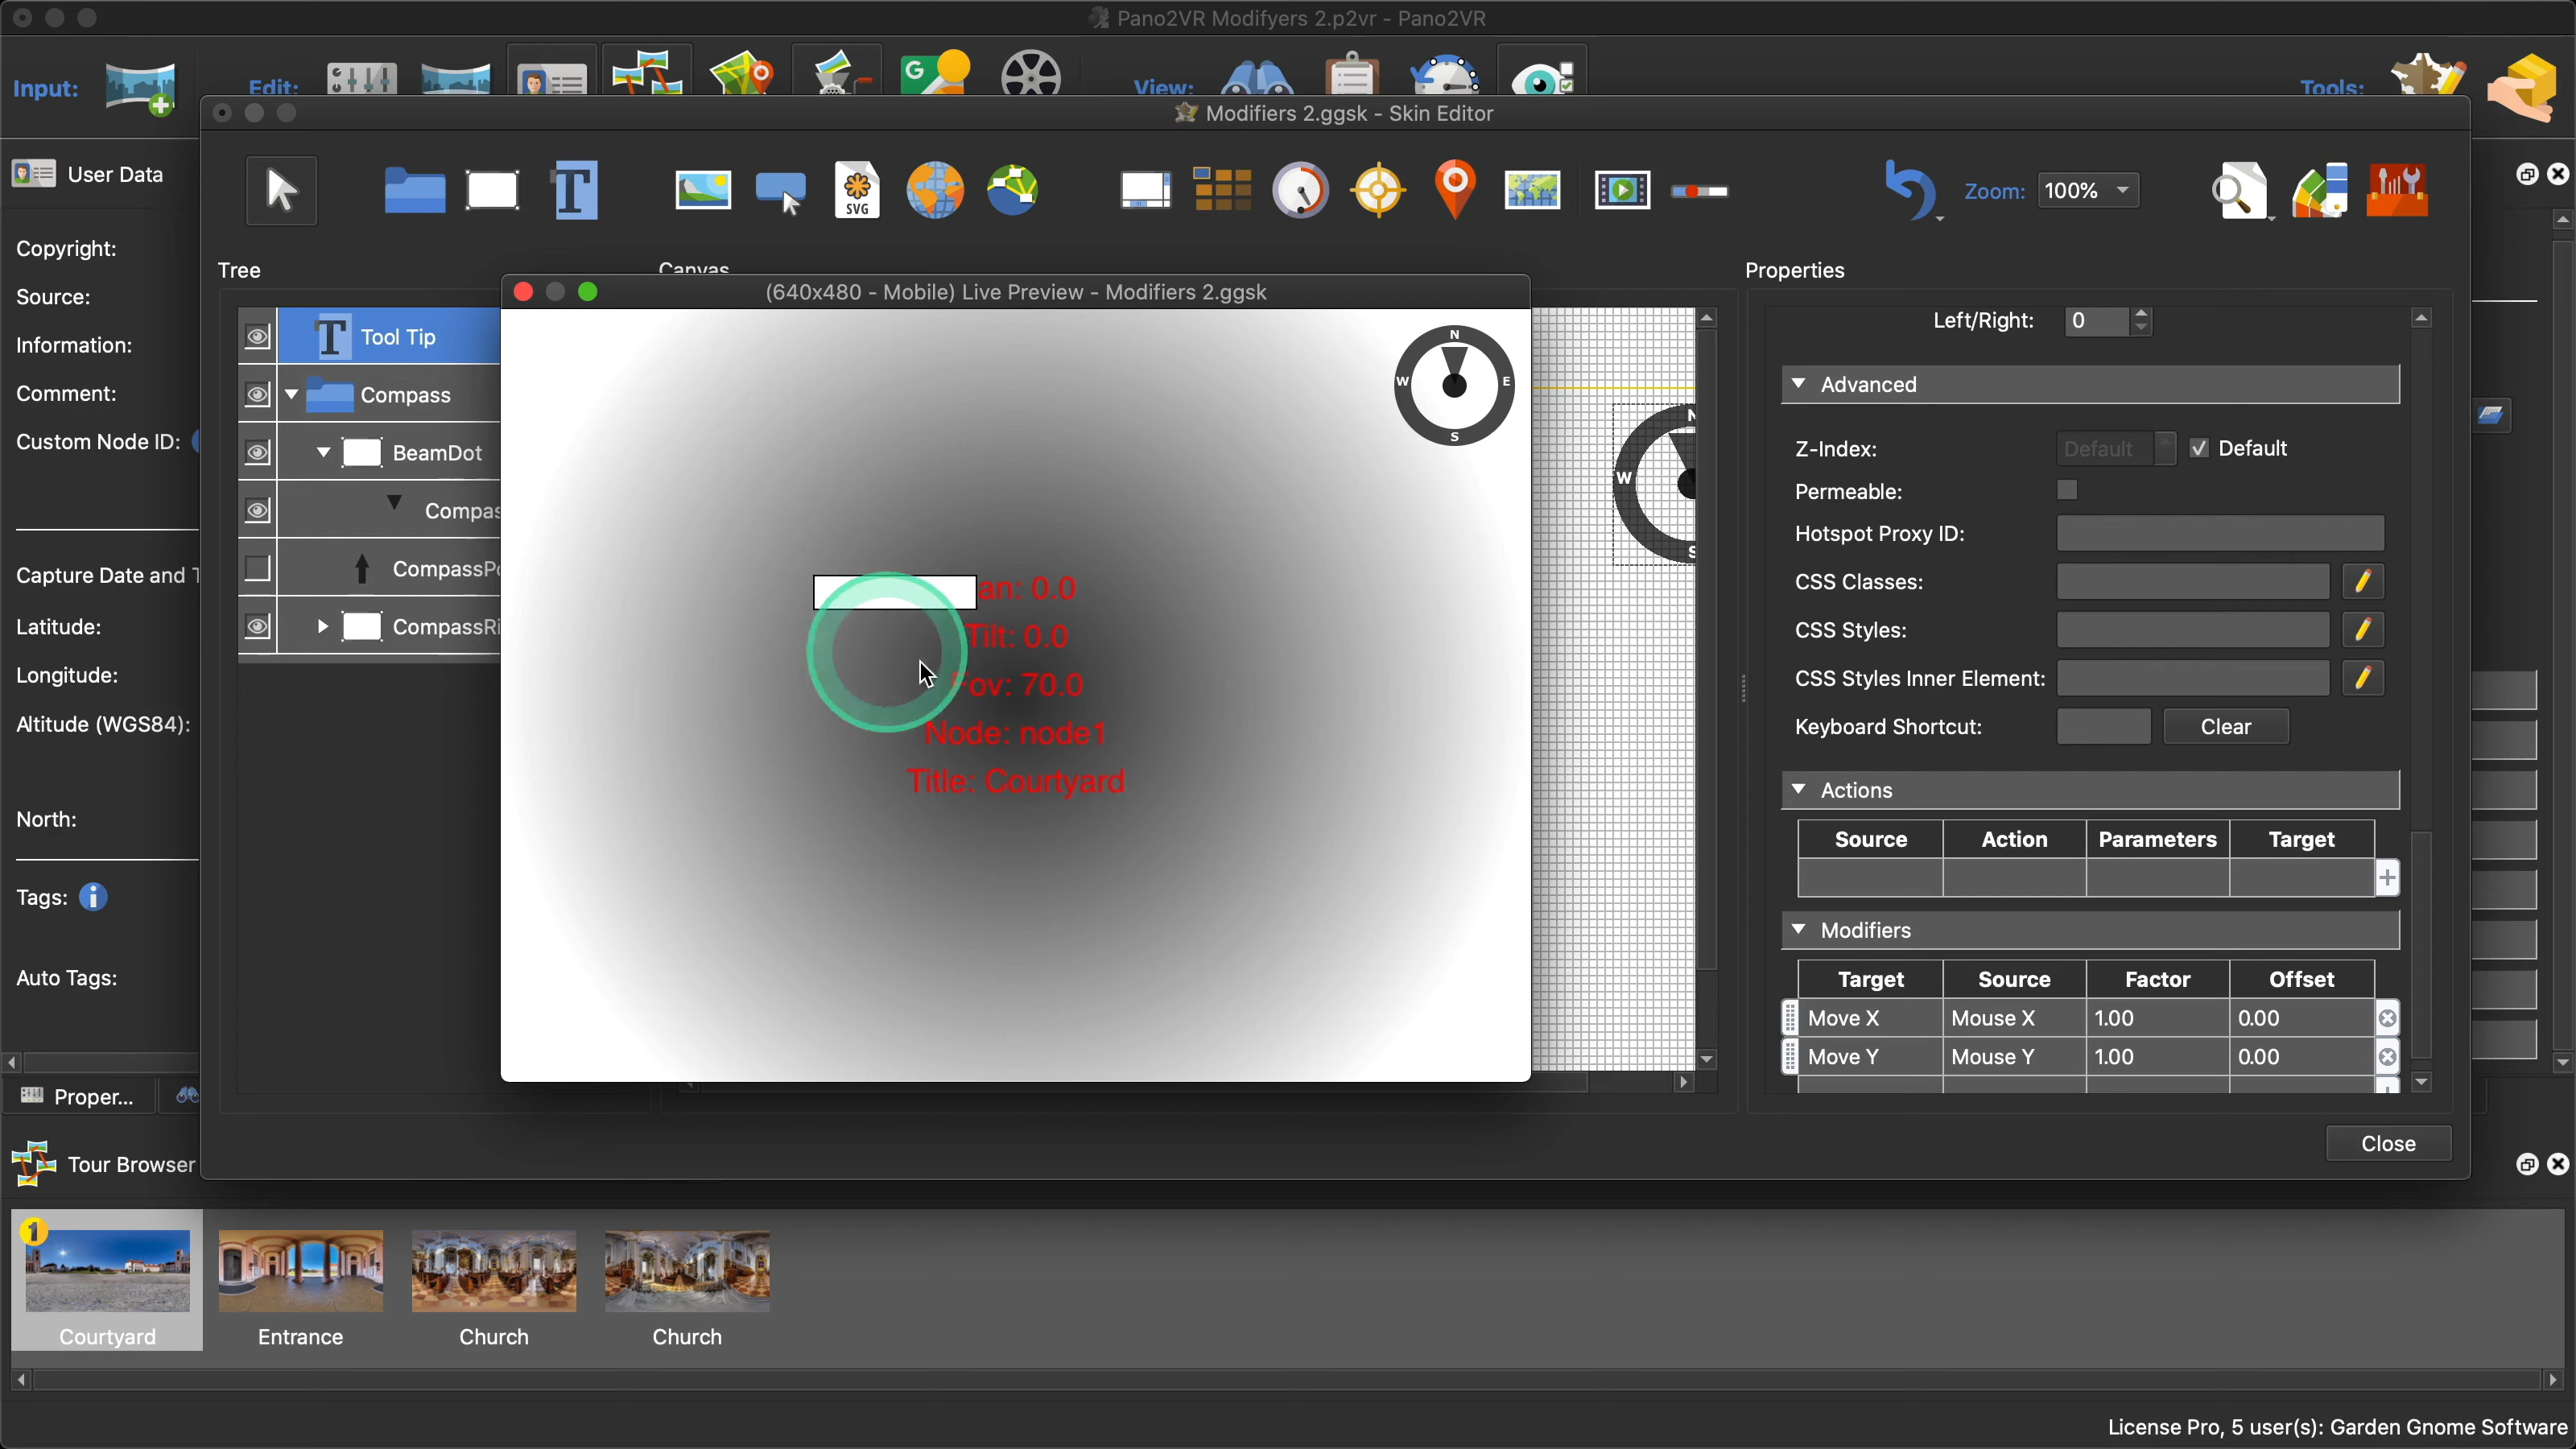 Pano2VR Modifyers 2.p2vr - Pano2VR
Input:
Edit:
View:
Tools:
Modifiers 2.ggsk - Skin Editor
User Data
Zoom: 100%
SVG
Copyright:
Source:
Information:
Comment:
Custom Node ID:
Capture Date and T
Latitude:
Longitude:
Altitude (WGS84):
North:
Tags:
Auto Tags:
Proper...
Tree
Canvas
Tool Tip
Compass
BeamDot
Compas
CompassPo
CompassRi
(640x480 - Mobile) Live Preview - Modifiers 2.ggsk
N
W E
S
an: 0.0
Tilt: 0.0
Fov: 70.0
Node: node1
Title: Courtyard
N
W
S
Properties
Left/Right: 0
Advanced
Z-Index: Default Default
Permeable:
Hotspot Proxy ID:
CSS Classes:
CSS Styles:
CSS Styles Inner Element:
Keyboard Shortcut: Clear
Actions
Source Action Parameters Target
Modifiers
Target Source Factor Offset
Move X Mouse X 1.00 0.00
Move Y Mouse Y 1.00 0.00
Close
Tour Browser
1
Courtyard Entrance Church Church
License Pro, 5 user(s): Garden Gnome Software